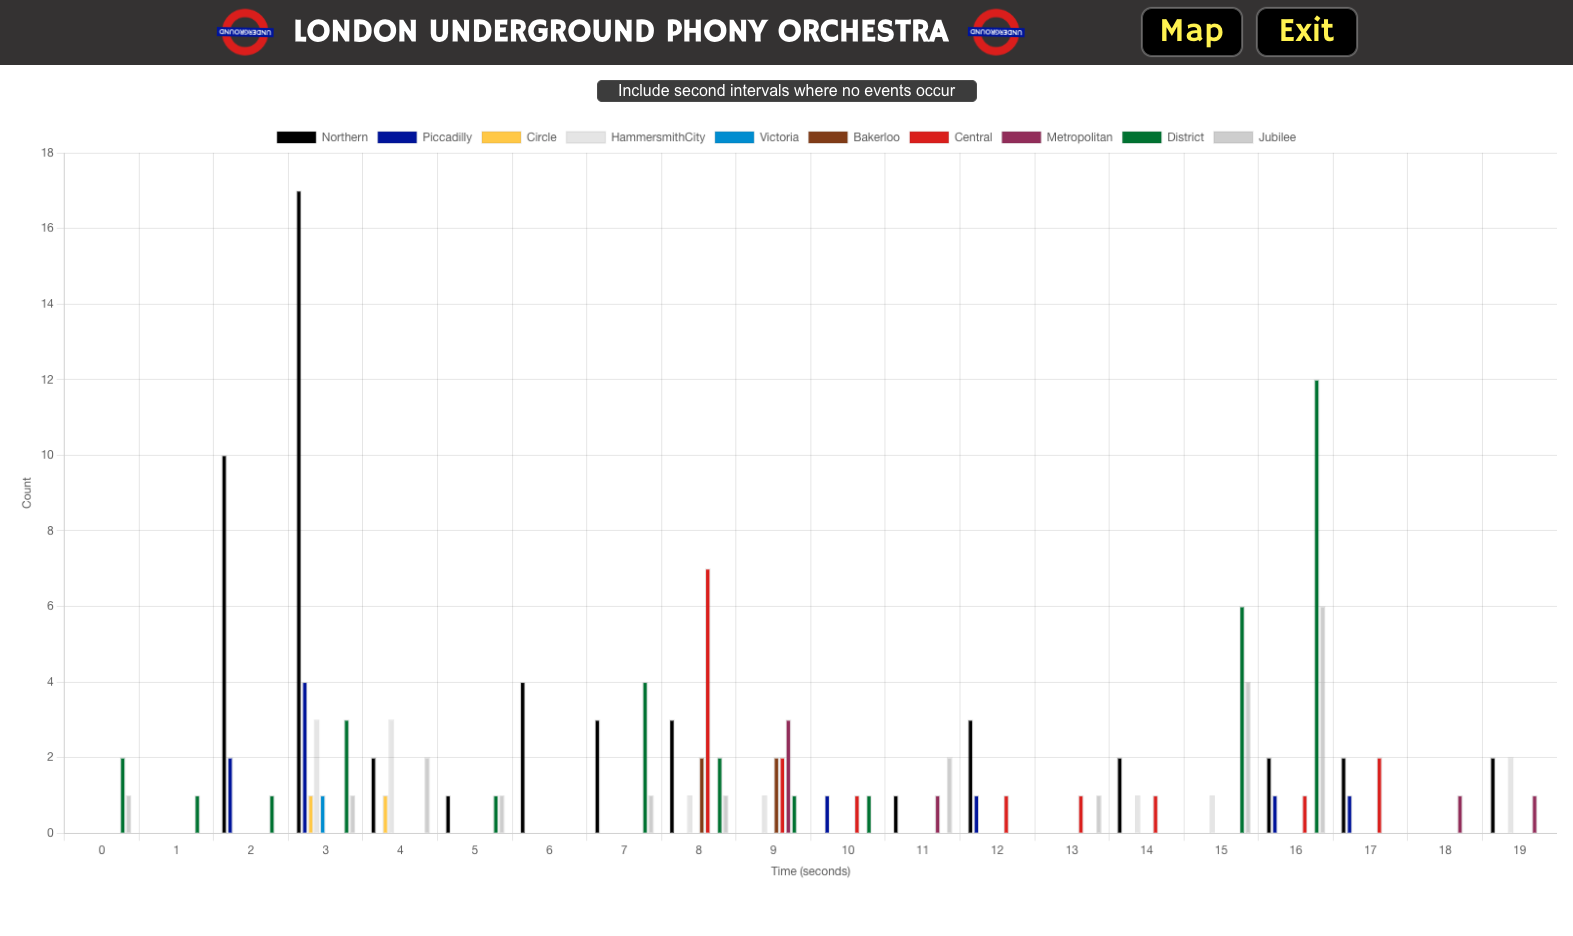 UNDERGROUND LONDON UNDERGROUND PHONY ORCHESTRA UNDERGROUND Map Exit
Include second intervals where no events occur
Northern Piccadilly Circle HammersmithCity Victoria Bakerloo Central Metropolitan District Jubilee
18
16
14
12
10
Count
8
6
4
2
0
0 1 2 3 4 5 6 7 8 9 10 11 12 13 14 15 16 17 18 19
Time (seconds)